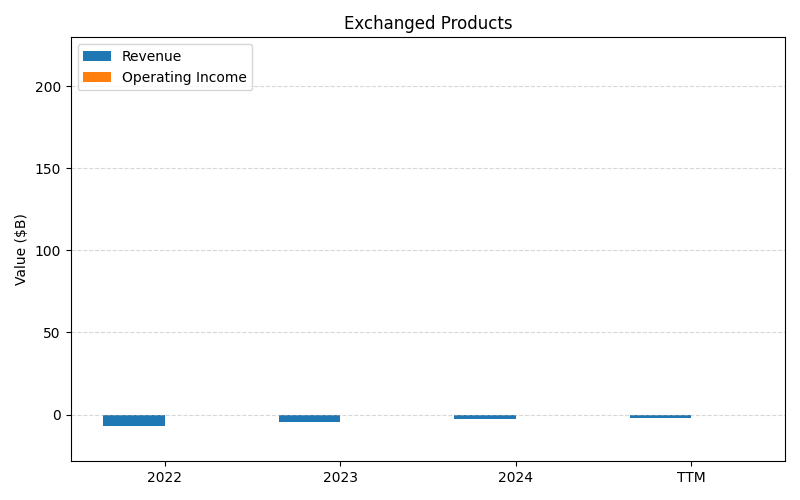 Exchanged Products
Revenue
Operating Income
Value ($B)
200
150
100
50
0
2022 2023 2024 TTM